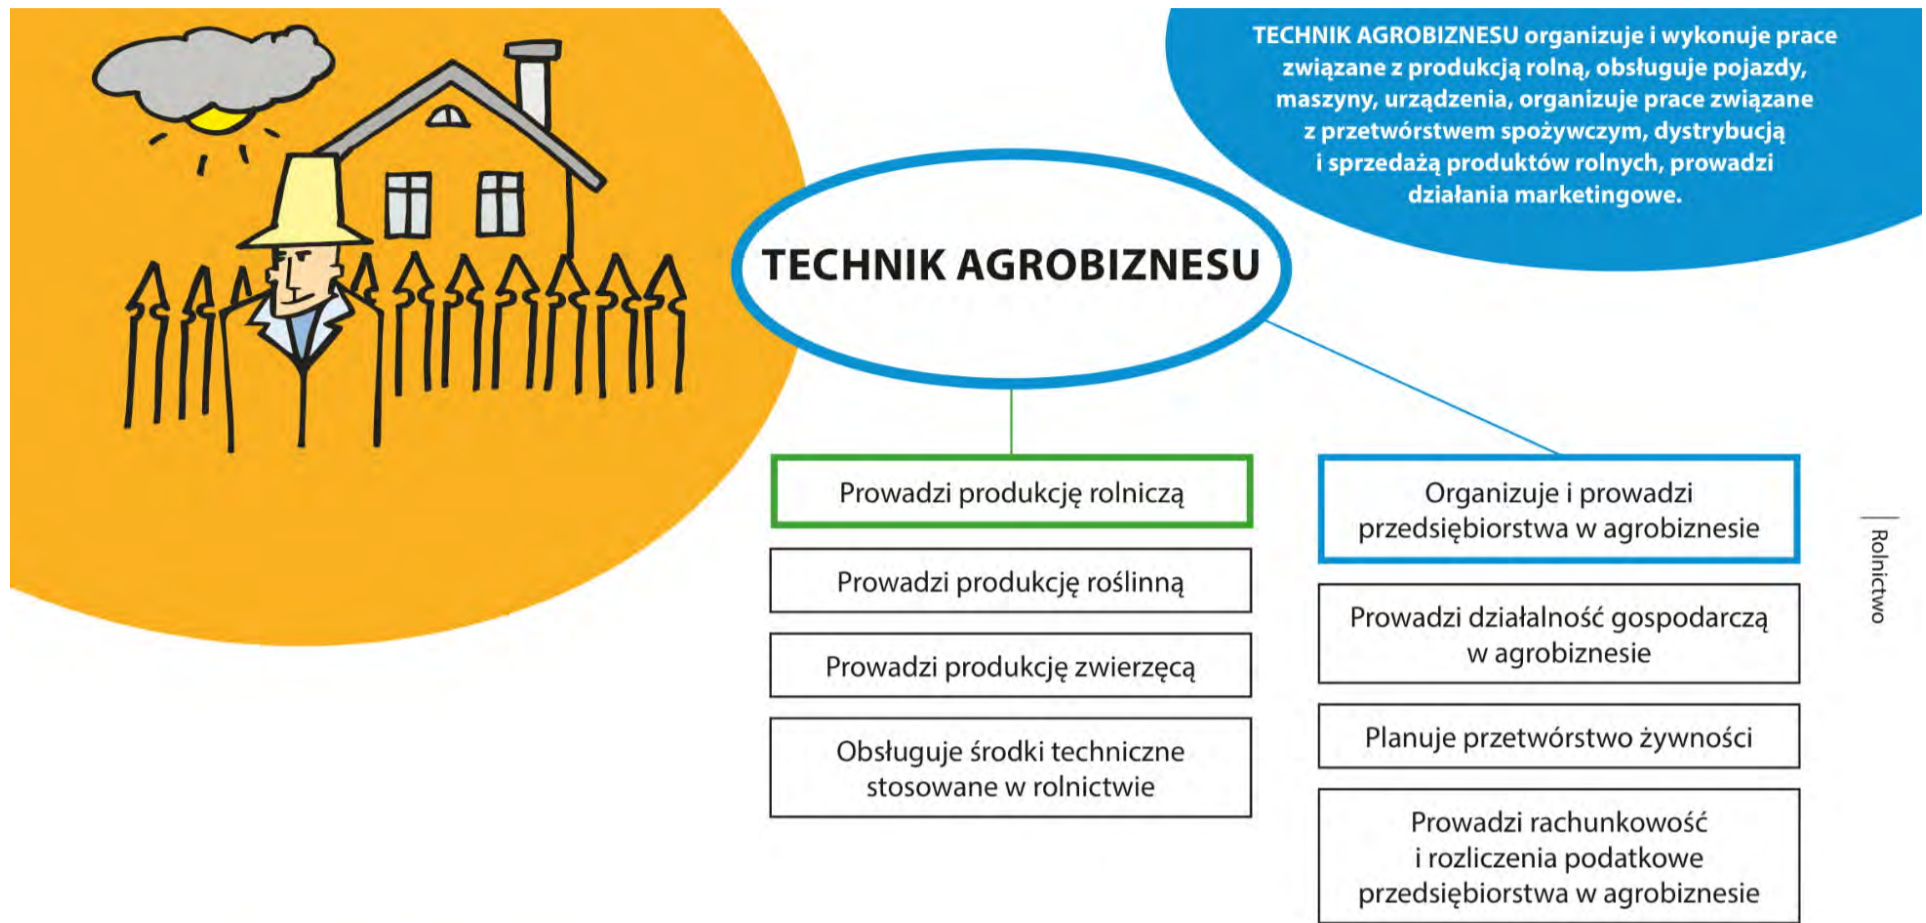 TECHNIK AGROBIZNESU organizuje i wykonuje prace
związane z produkcją rolną, obsługuje pojazdy,
maszyny, urządzenia, organizuje prace związane
z przetwórstwem spożywczym, dystrybucją
i sprzedażą produktów rolnych, prowadzi
działania marketingowe.
TECHNIK AGROBIZNESU
Prowadzi produkcję rolniczą
Prowadzi produkcję roślinną
Prowadzi produkcję zwierzęcą
Obsługuje środki techniczne
stosowane w rolnictwie
Organizuje i prowadzi
przedsiębiorstwa w agrobiznesie
Prowadzi działalność gospodarczą
w agrobiznesie
Planuje przetwórstwo żywności
Prowadzi rachunkowość
i rozliczenia podatkowe
przedsiębiorstwa w agrobiznesie
Rolnictwo